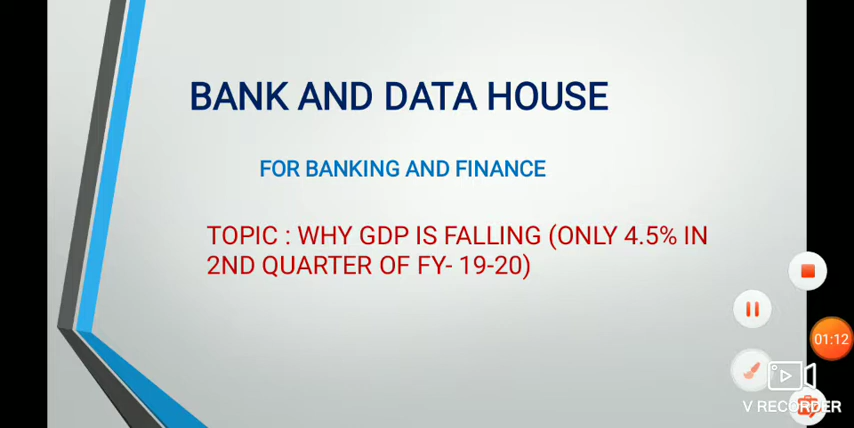 BANK AND DATA HOUSE
FOR BANKING AND FINANCE
TOPIC : WHY GDP IS FALLING (ONLY 4.5% IN
2ND QUARTER OF FY- 19-20)
01:12
V RECORDER